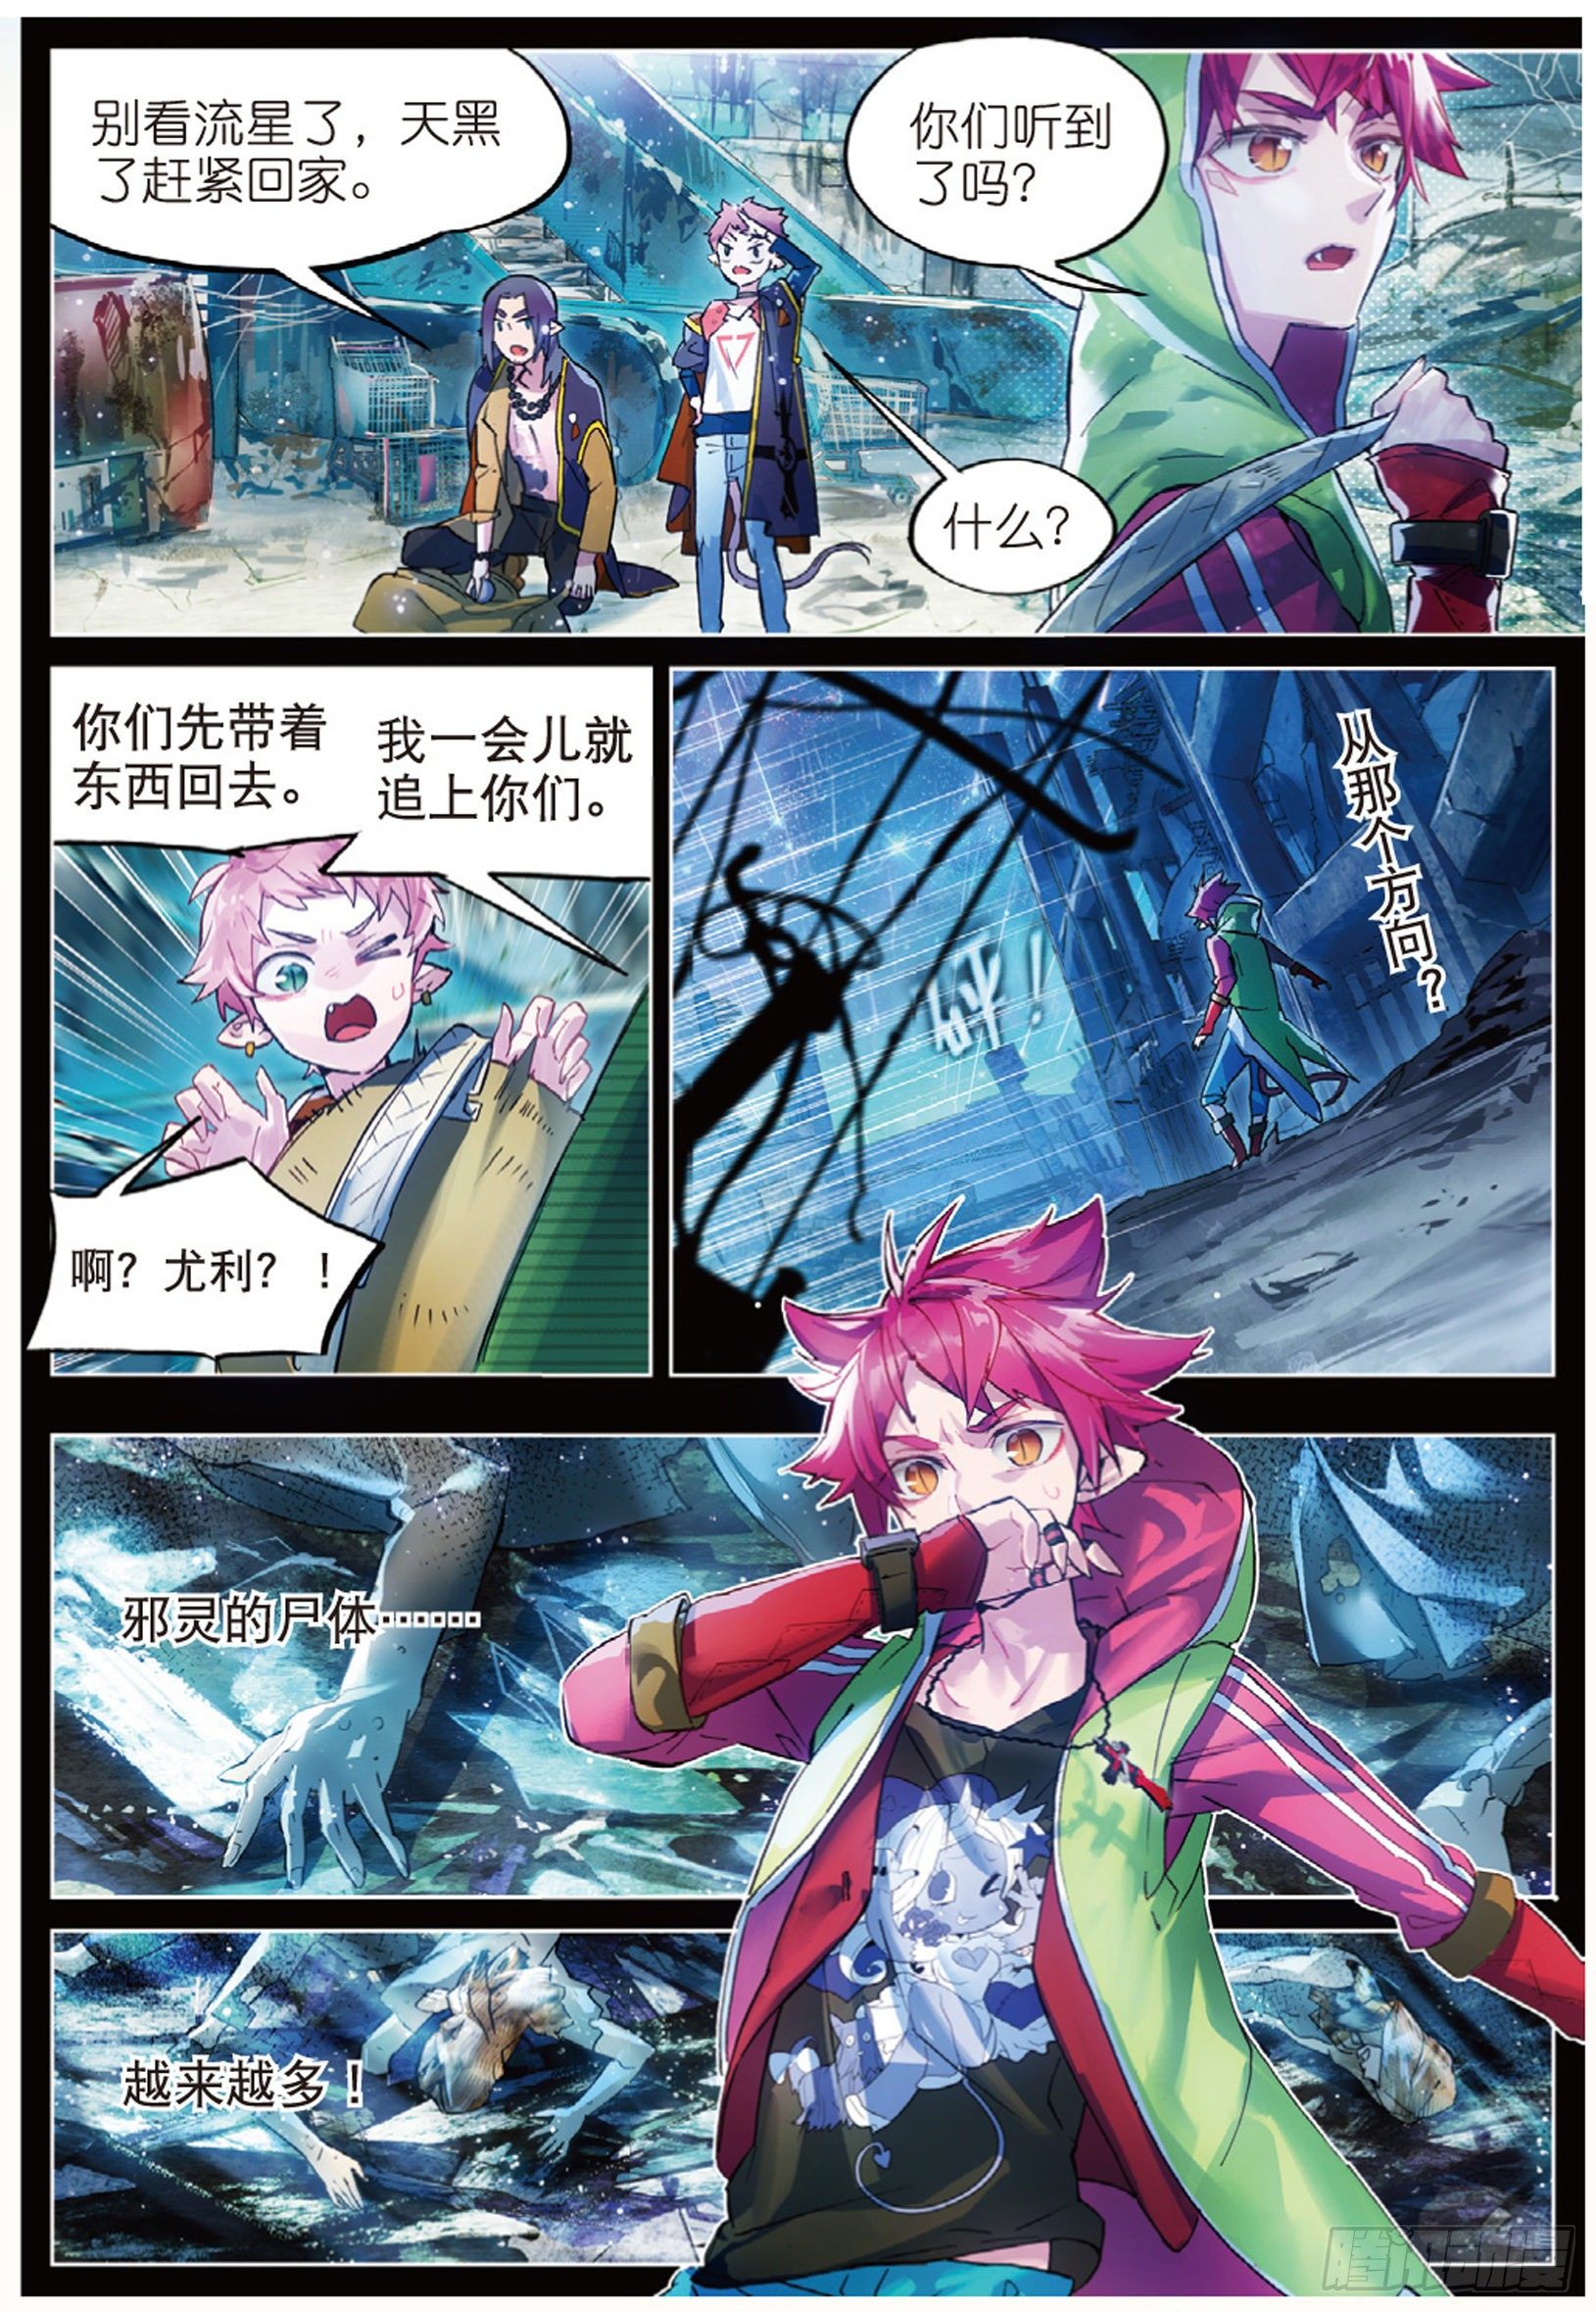 别看流星了，天黑
了赶紧回家。
你们听到
了吗？
什么？
你们先带着
东西回去。
我一会儿就
追上你们。
啊？尤利？！
从那个方向？
砰！
邪灵的尸体……
越来越多！
腾讯动漫